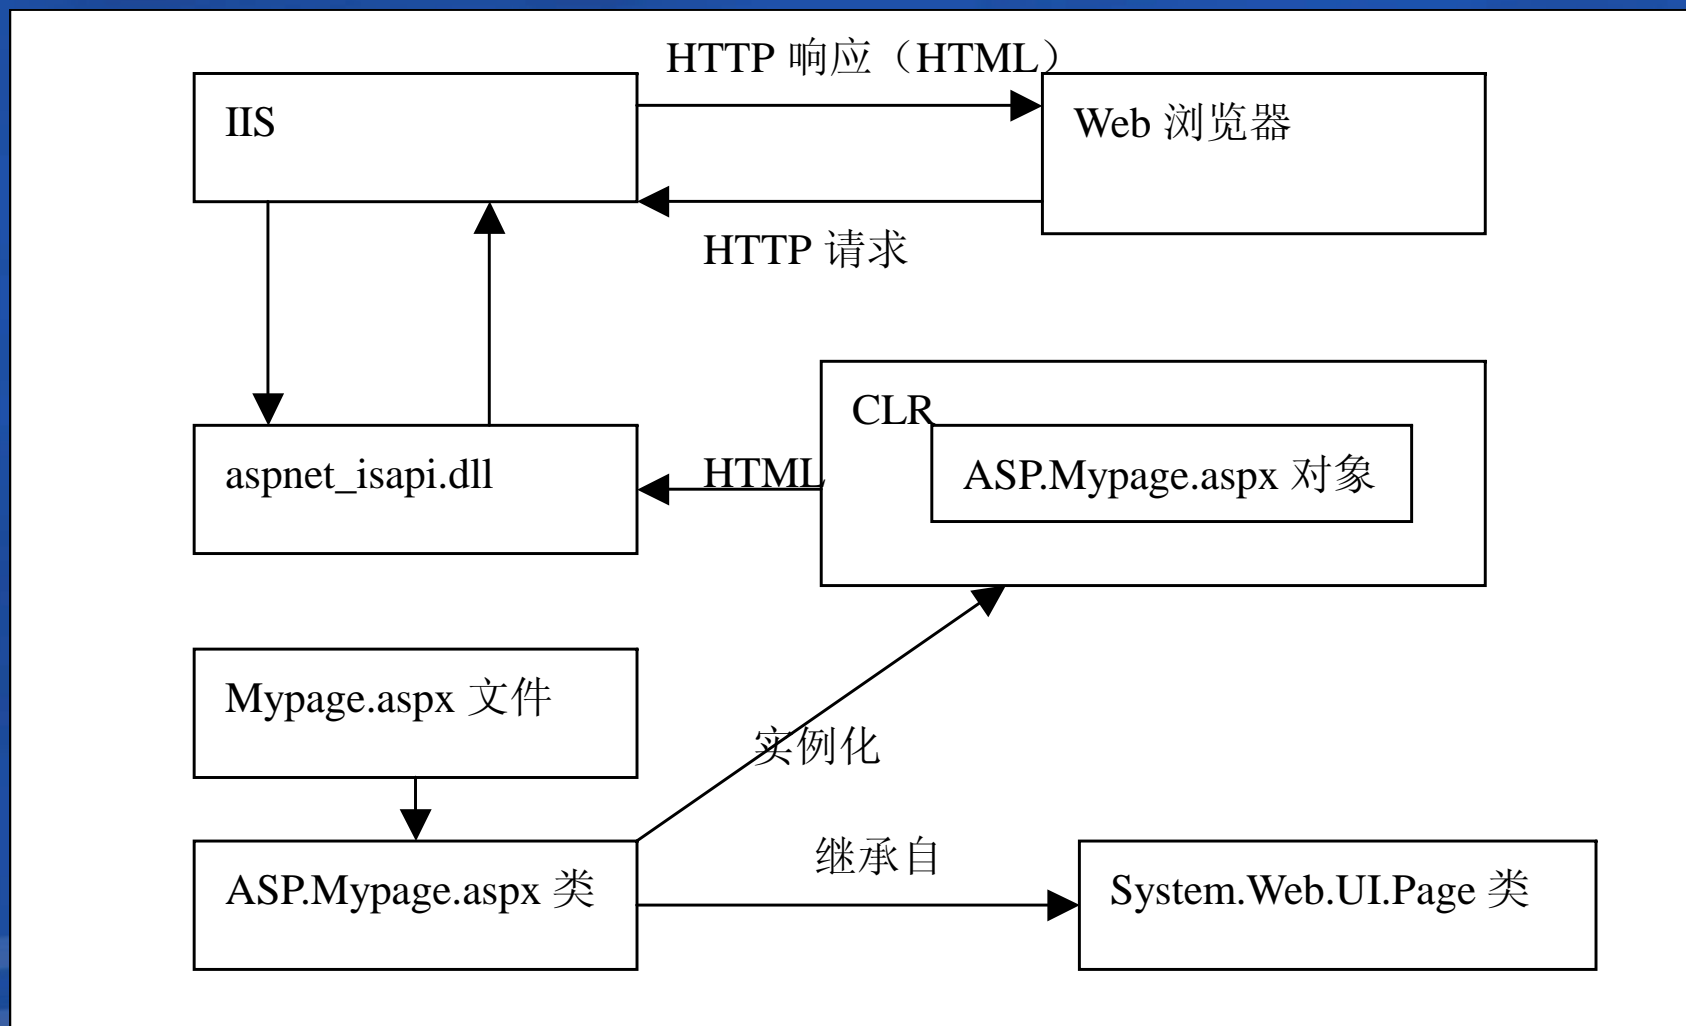 HTTP 响应（HTML）
IIS
Web 浏览器
HTTP 请求
CLR
aspnet_isapi.dll
HTML
ASP.Mypage.aspx 对象
Mypage.aspx 文件
实例化
继承自
ASP.Mypage.aspx 类
System.Web.UI.Page 类